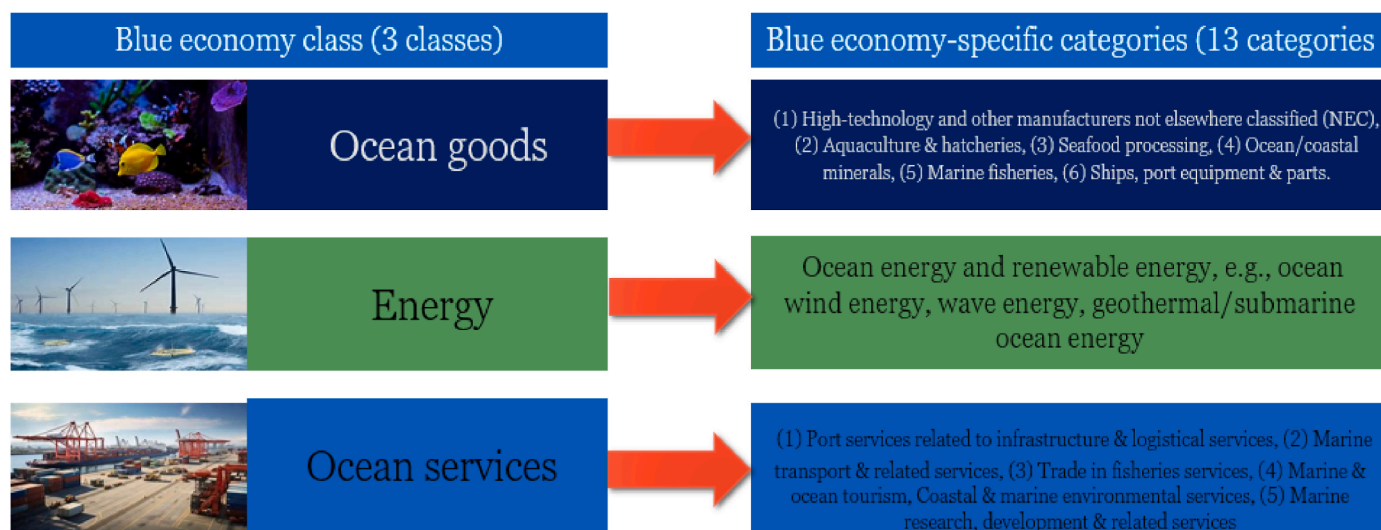 Blue economy class (3 classes)
Blue economy-specific categories (13 categories
Ocean goods
(1) High-technology and other manufacturers not elsewhere classified (NEC),
(2) Aquaculture & hatcheries, (3) Seafood processing, (4) Ocean/coastal
minerals, (5) Marine fisheries, (6) Ships, port equipment & parts.
Energy
Ocean energy and renewable energy, e.g., ocean
wind energy, wave energy, geothermal/submarine
ocean energy
Ocean services
(1) Port services related to infrastructure & logistical services, (2) Marine
transport & related services, (3) Trade in fisheries services, (4) Marine &
ocean tourism, Coastal & marine environmental services, (5) Marine
research, development & related services